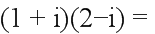 (1 + i)(2–i) =